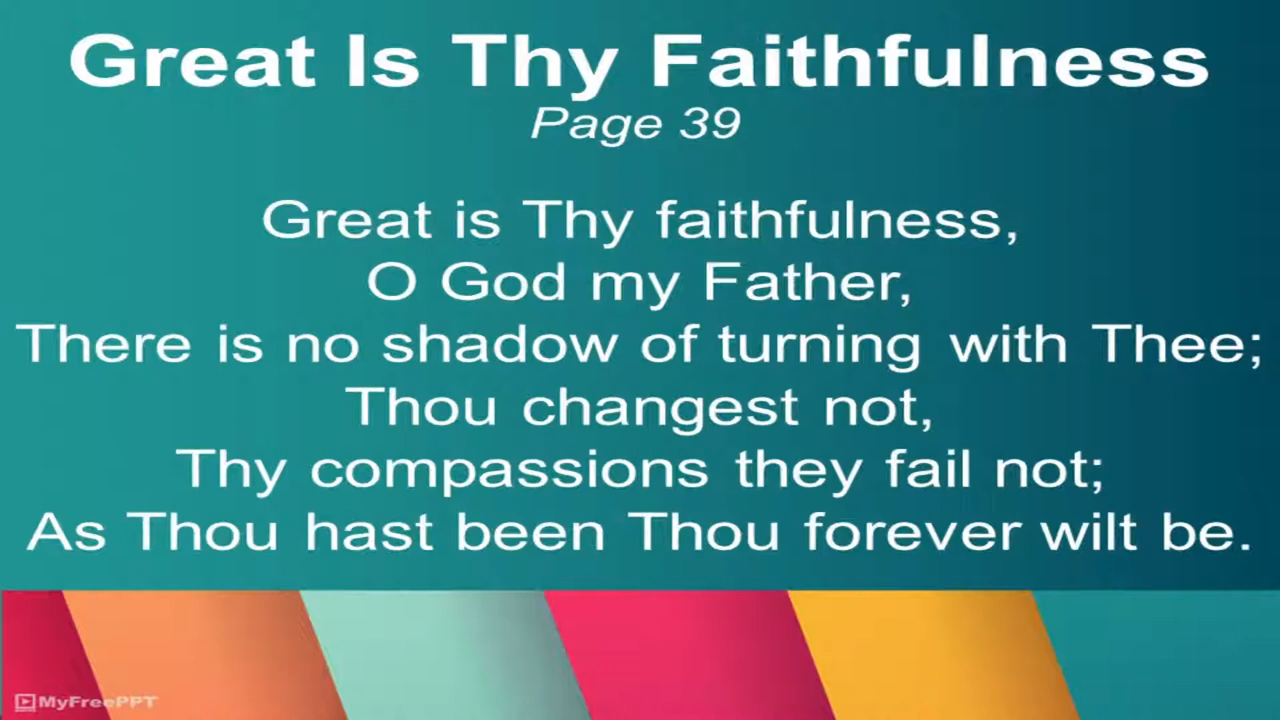 Great Is Thy Faithfulness
Page 39
Great is Thy faithfulness,
O God my Father,
There is no shadow of turning with Thee;
Thou changest not,
Thy compassions they fail not;
As Thou hast been Thou forever wilt be.
MyFreePPT